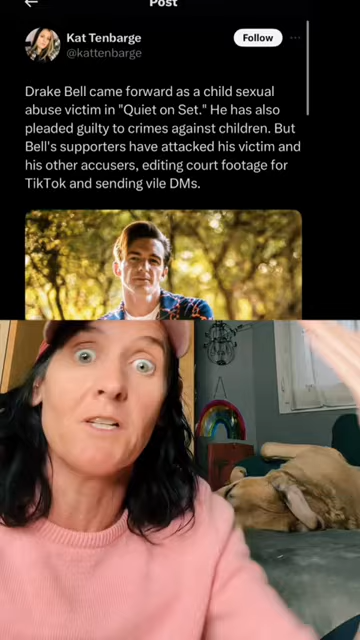 Post
Kat Tenbarge
@kattenbarge
Follow
Drake Bell came forward as a child sexual
abuse victim in "Quiet on Set." He has also
pleaded guilty to crimes against children. But
Bell's supporters have attacked his victim and
his other accusers, editing court footage for
TikTok and sending vile DMs.